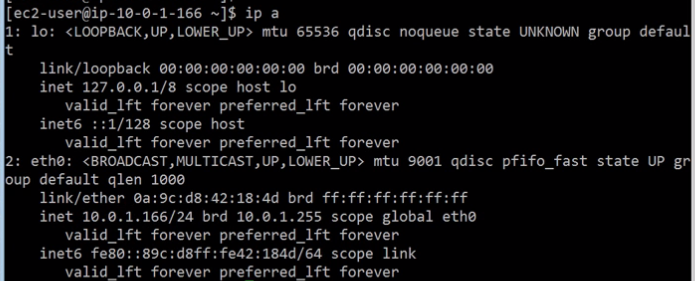 [ec2-user@ip-10-0-1-166 ~]$ ip a
1: lo: <LOOPBACK,UP,LOWER_UP> mtu 65536 qdisc noqueue state UNKNOWN group defaul
t
    link/loopback 00:00:00:00:00:00 brd 00:00:00:00:00:00
    inet 127.0.0.1/8 scope host lo
       valid_lft forever preferred_lft forever
    inet6 ::1/128 scope host
       valid_lft forever preferred_lft forever
2: eth0: <BROADCAST,MULTICAST,UP,LOWER_UP> mtu 9001 qdisc pfifo_fast state UP gr
oup default qlen 1000
    link/ether 0a:9c:d8:42:18:4d brd ff:ff:ff:ff:ff:ff
    inet 10.0.1.166/24 brd 10.0.1.255 scope global eth0
       valid_lft forever preferred_lft forever
    inet6 fe80::89c:d8ff:fe42:184d/64 scope link
       valid_lft forever preferred_lft forever